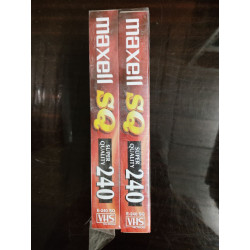 maxell
SQ
SUPER
QUALITY
240
VHS
maxell
SQ
SUPER
QUALITY
240
VHS